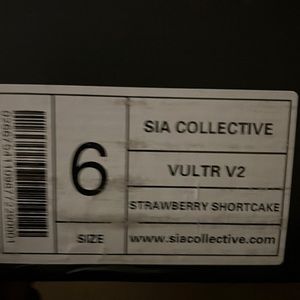 6
SIZE
SIA COLLECTIVE
VULTR V2
STRAWBERRY SHORTCAKE
www.siacollective.com